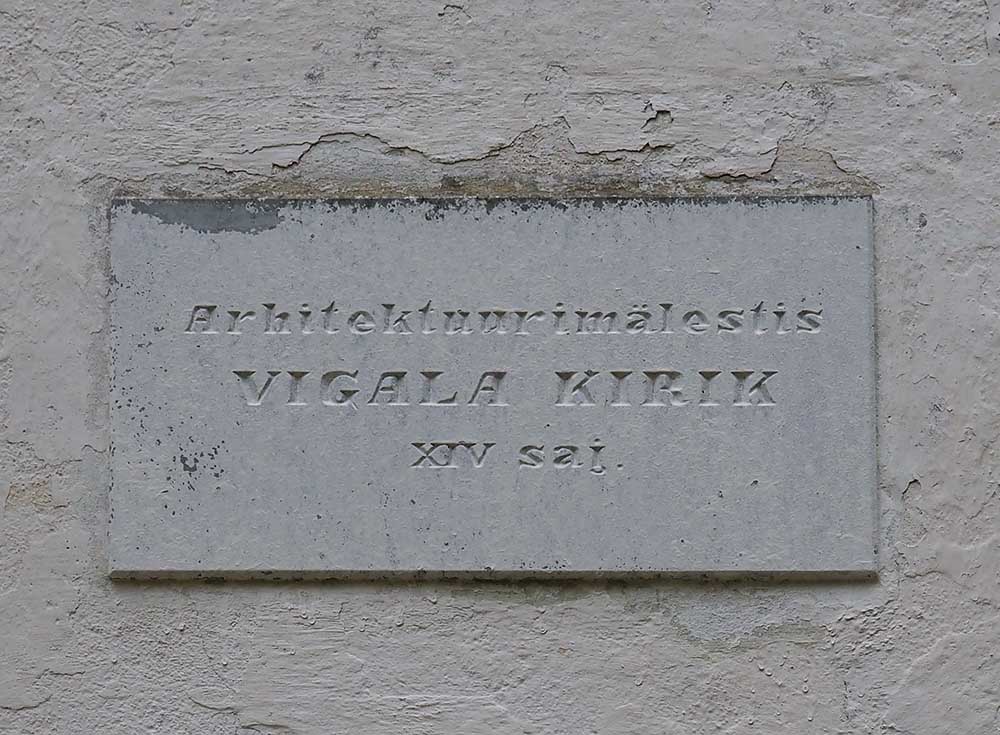 Arhitektuurimälestis
VIGALA KIRIK
XIV saj.